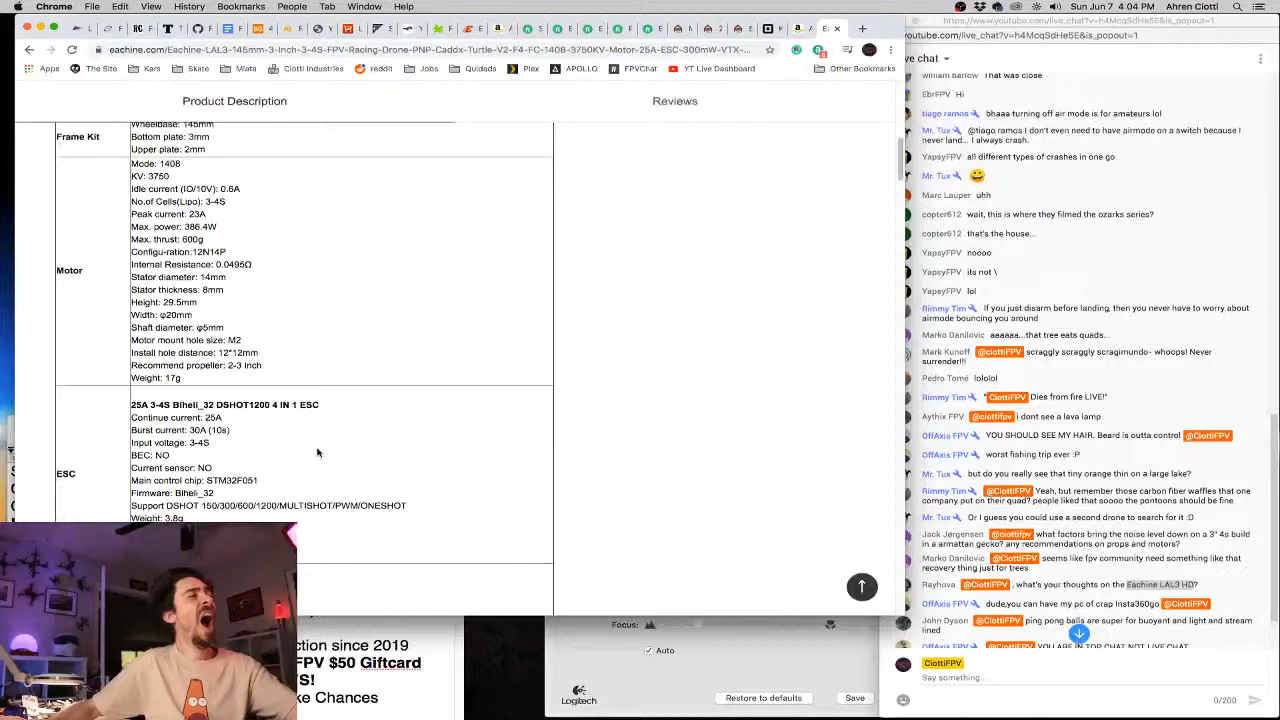 Chrome File Edit View History Bookmarks People Tab Window Help
Sun Jun 7 4:04 PM Ahren Ciotti
https://www.youtube.com/live_chat?v=h4McqSdHe5E&is_popout=1
youtube.com/live_chat?v=h4McqSdHe5E&is_popout=1
eachine.com/Eachine-LAL3-145mm-3-Inch-3-4S-FPV-Racing-Drone-PNP-Caddx-Turtle-V2-F4-FC-1408-3750KV-Motor-25A-ESC-300mW-VTX-...
Apps The Sites Kars Skate Ciotti Industries reddit Jobs Quidads Plex APOLLO FPVChat YT Live Dashboard Other Bookmarks
Product Description
Reviews
Frame Kit
Wheelbase: 145mm
Bottom plate: 3mm
Upper plate: 2mm
Motor
Mode: 1408
KV: 3750
Idle current (iO/10V): 0.6A
No.of Cells(Lipo): 3-4S
Peak current: 23A
Max. power: 386.4W
Max. thrust: 600g
Configu-ration:12N14P
Internal Resistance: 0.0495Ω
Stator diameter: 14mm
Stator thickness: 8mm
Height: 29.5mm
Width: φ20mm
Shaft diameter: φ5mm
Motor mount hole size: M2
Install hole distance: 12*12mm
Recommend propeller: 2-3 Inch
Weight: 17g
ESC
25A 3-4S Blheli_32 DSHOT1200 4 IN 1 ESC
Continue current: 25A
Burst current: 30A (10s)
Input voltage: 3-4S
BEC: NO
Current sensor: NO
Main control chip: STM32F051
Firmware: Blheli_32
Support DSHOT 150/300/600/1200/MULTISHOT/PWM/ONESHOT
Weight: 3.8g
ction since 2019
FPV $50 Giftcard
S!
ke Chances
Focus:
Auto
Logitech
Restore to defaults
Save
ve chat
william barlow That was close
EbrFPV Hi
tiago ramos bhaaa turning off air mode is for amateurs lol
Mr. Tux @tiago ramos I don't even need to have airmode on a switch because I
never land... I always crash.
YapsyFPV all different types of crashes in one go
Mr. Tux 😀
Marc Lauper uhh
copter612 wait, this is where they filmed the ozarks series?
copter612 that's the house...
YapsyFPV noooo
YapsyFPV its not \
YapsyFPV lol
Rimmy Tim If you just disarm before landing, then you never have to worry about
airmode bouncing you around
Marko Danilovic aaaaaa...that tree eats quads...
Mark Kunoff @ciottiFPV scraggly scraggly scragimundo- whoops! Never
surrender!!!
Pedro Tomé lolololol
Rimmy Tim "CiottiFPV Dies from fire LIVE!"
Aythix FPV @ciottifpv i dont see a lava lamp
OffAxis FPV YOU SHOULD SEE MY HAIR. Beard is outta control @CiottiFPV
OffAxis FPV worst fishing trip ever :P
Mr. Tux but do you really see that tiny orange thin on a large lake?
Rimmy Tim @CiottiFPV Yeah, but remember those carbon fiber waffles that one
company put on their quad? people liked that soooo the pontoons should be fine
Mr. Tux Or I guess you could use a second drone to search for it :D
Jack Jørgensen @ciottifpv what factors bring the noise level down on a 3" 4s build
in a armattan gecko? any recommendations on props and motors?
Marko Danilovic @CiottiFPV seems like fpv community need something like that
recovery thing just for trees
Rayhova @CiottiFPV , what's your thoughts on the Eachine LAL3 HD?
OffAxis FPV dude,you can have my pc of crap Insta360go @CiottiFPV
John Dyson @CiottiFPV ping pong balls are super for buoyant and light and stream
lined
OffAxis FPV YOU ARE IN TOP CHAT NOT LIVE CHAT
CiottiFPV
Say something...
0/200